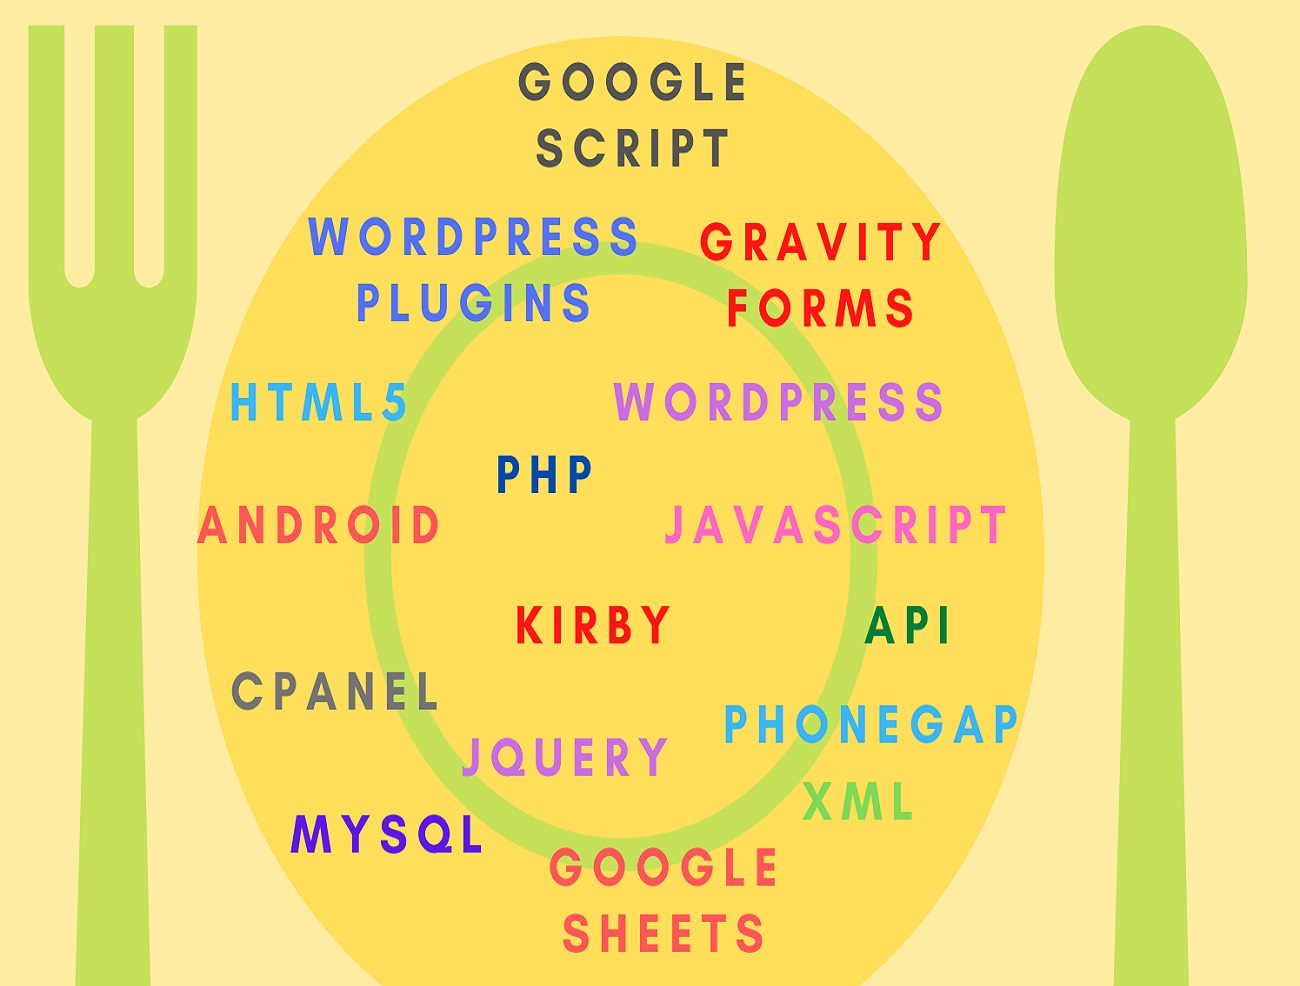 GOOGLE
SCRIPT
WORDPRESS
PLUGINS
GRAVITY
FORMS
HTML5
WORDPRESS
PHP
ANDROID
JAVASCRIPT
KIRBY
API
CPANEL
PHONEGAP
JQUERY
XML
MYSQL
GOOGLE
SHEETS